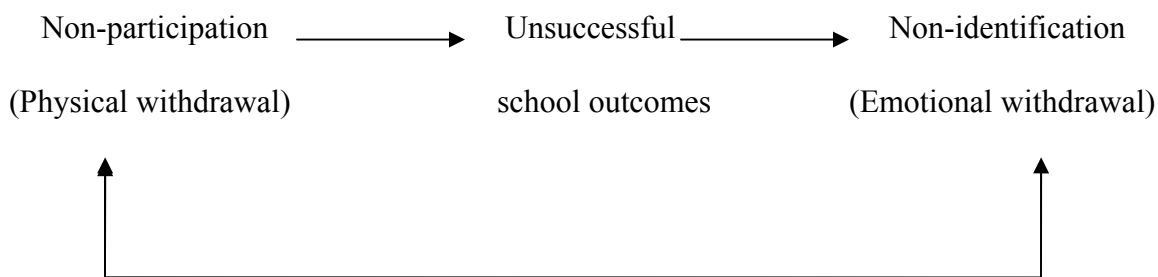 Non-participation Unsuccessful Non-identification
(Physical withdrawal) school outcomes (Emotional withdrawal)